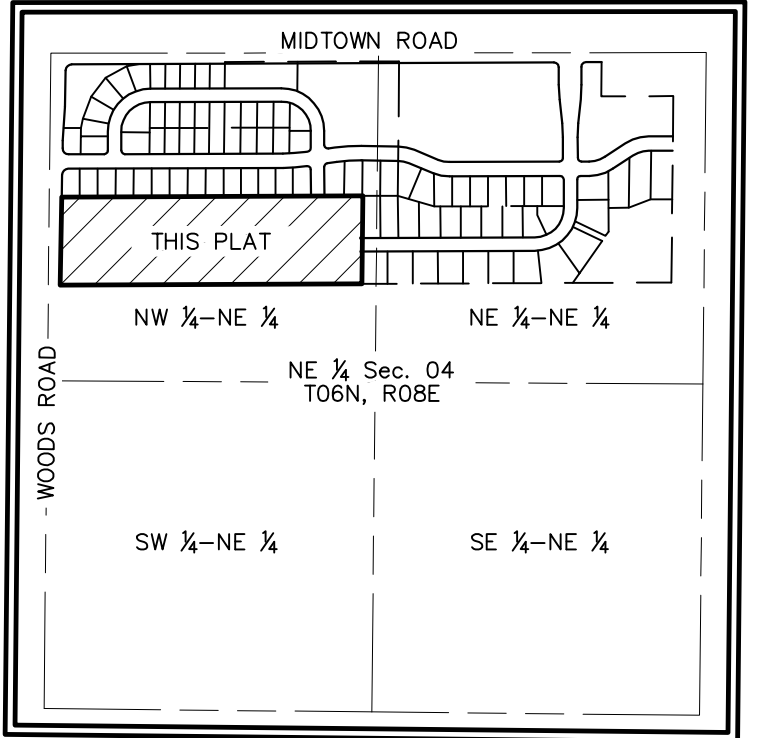 MIDTOWN ROAD
THIS PLAT
NW ¼–NE ¼
NE ¼–NE ¼
WOODS ROAD
NE ¼ Sec. 04
T06N, R08E
SW ¼–NE ¼
SE ¼–NE ¼